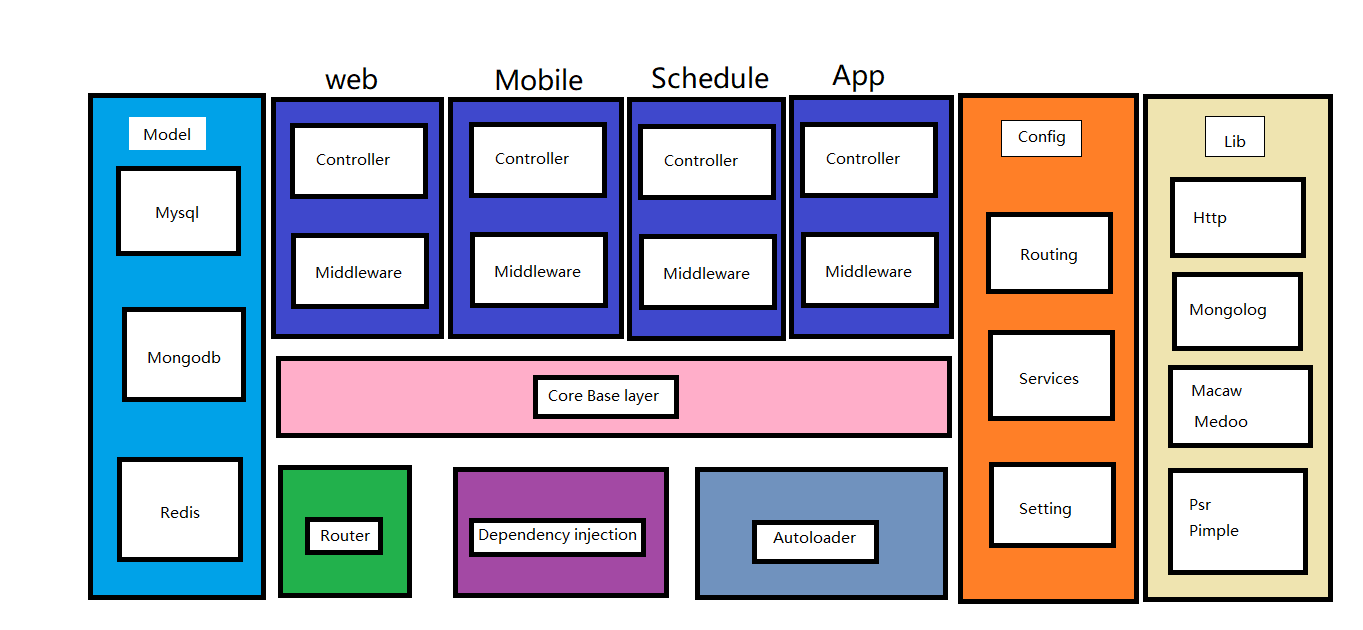 web
Mobile
Schedule
App
Model
Mysql
Mongodb
Redis
Controller
Middleware
Controller
Middleware
Controller
Middleware
Controller
Middleware
Core Base layer
Router
Dependency injection
Autoloader
Config
Routing
Services
Setting
Lib
Http
Mongolog
Macaw
Medoo
Psr
Pimple